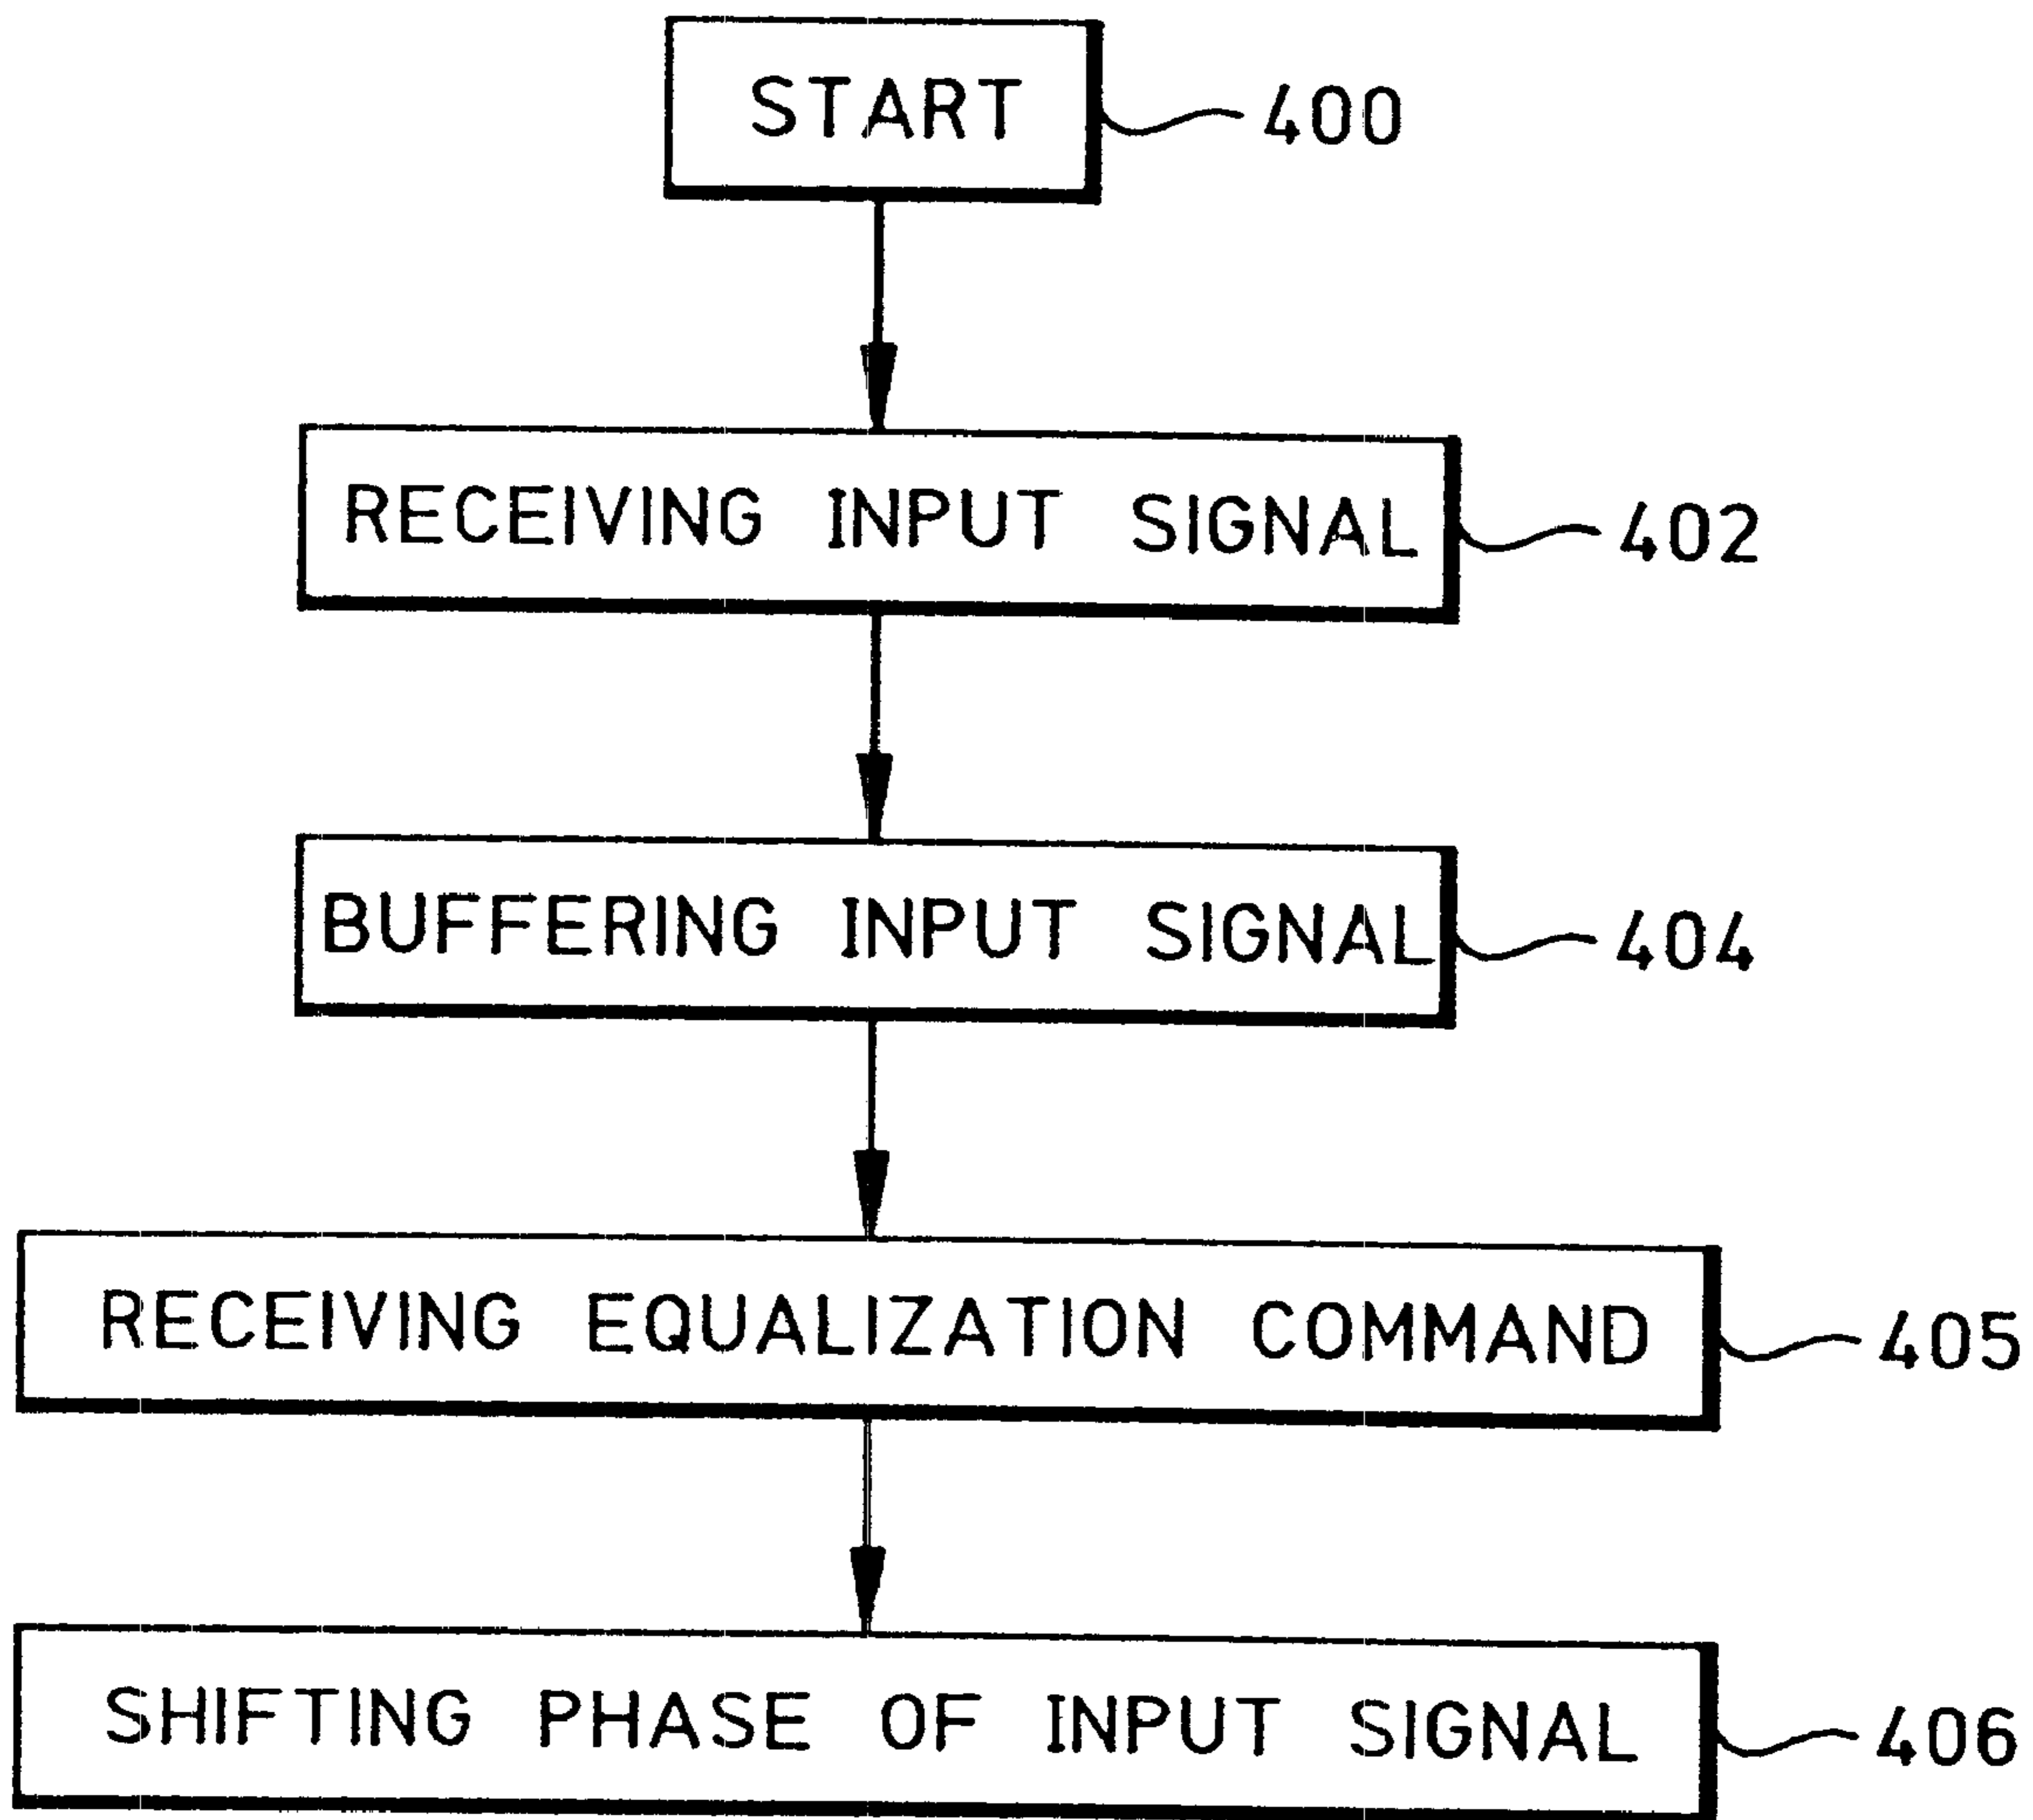 START
400
RECEIVING INPUT SIGNAL
402
BUFFERING INPUT SIGNAL
404
RECEIVING EQUALIZATION COMMAND
405
SHIFTING PHASE OF INPUT SIGNAL
406